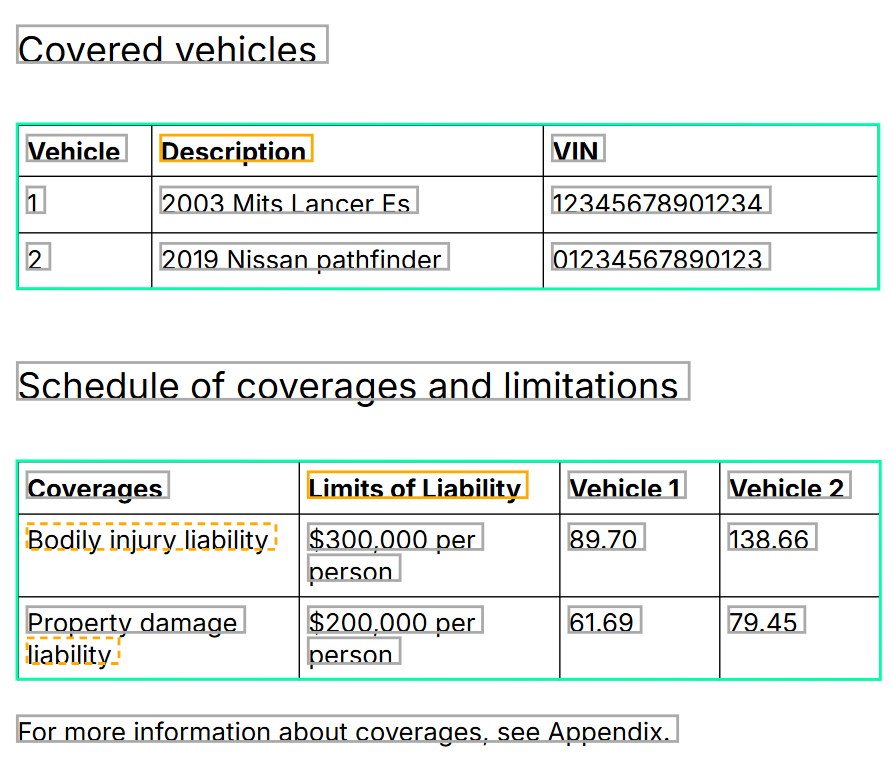 Covered vehicles
Vehicle Description VIN
1 2003 Mits Lancer Es 12345678901234
2 2019 Nissan pathfinder 01234567890123
Schedule of coverages and limitations
Coverages Limits of Liability Vehicle 1 Vehicle 2
Bodily injury liability $300,000 per 89.70 138.66
person
Property damage $200,000 per 61.69 79.45
liability person
For more information about coverages, see Appendix.